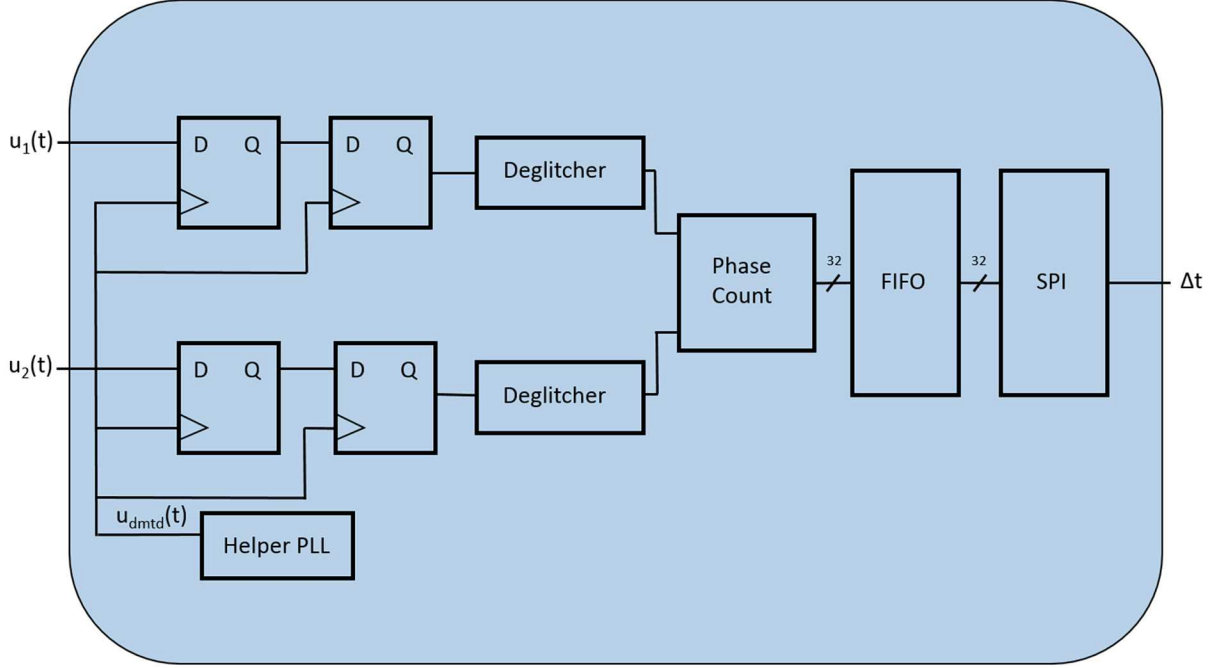 u1(t)
D Q
D Q
Deglitcher
Phase
Count
32
FIFO
32
SPI
Δt
u2(t)
D Q
D Q
Deglitcher
udmtd(t)
Helper PLL